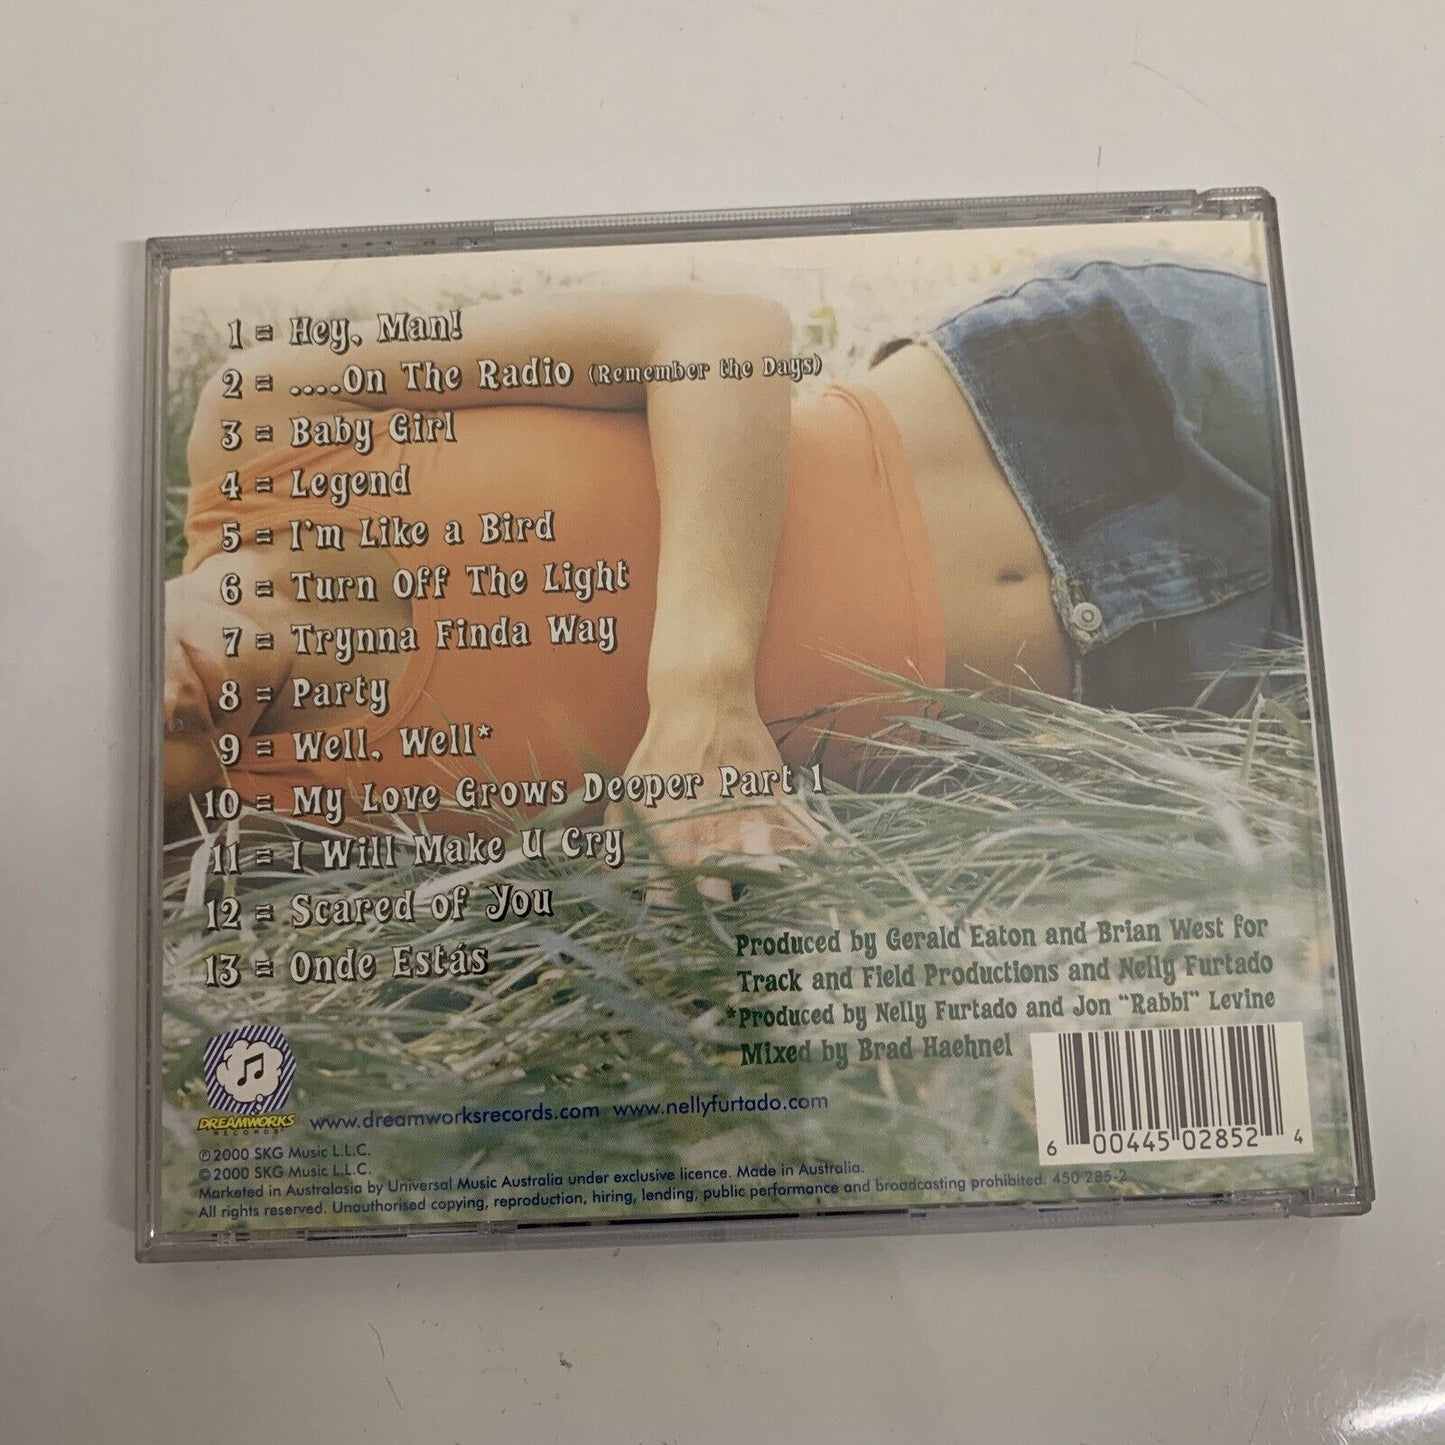 1 = Hey, Man!
2 = ....On The Radio (Remember the Days)
3 = Baby Girl
4 = Legend
5 = I'm Like a Bird
6 = Turn Off The Light
7 = Trynna Finda Way
8 = Party
9 = Well, Well*
10 = My Love Grows Deeper Part 1
11 = I Will Make U Cry
12 = Scared of You
13 = Onde Estás
Produced by Gerald Eaton and Brian West for
Track and Field Productions and Nelly Furtado
*Produced by Nelly Furtado and Jon "Rabbi" Levine
Mixed by Brad Haehnel
DREAMWORKS
RECORDS
www.dreamworksrecords.com www.nellyfurtado.com
6 00445 02852 4
℗2000 SKG Music L.L.C.
©2000 SKG Music L.L.C.
Marketed in Australasia by Universal Music Australia under exclusive licence. Made in Australia.
All rights reserved. Unauthorised copying, reproduction, hiring, lending, public performance and broadcasting prohibited. 450 285-2